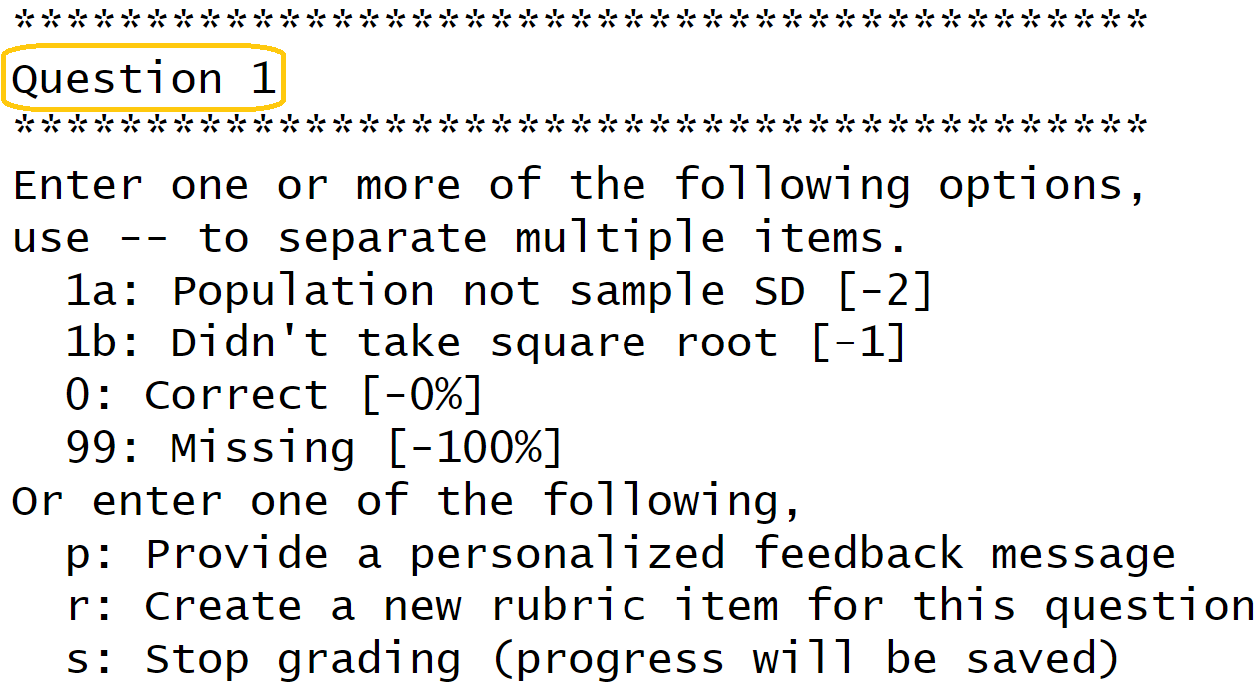 *******************************************
Question 1
*******************************************
Enter one or more of the following options,
use -- to separate multiple items.
1a: Population not sample SD [-2]
1b: Didn't take square root [-1]
0: Correct [-0%]
99: Missing [-100%]
Or enter one of the following,
p: Provide a personalized feedback message
r: Create a new rubric item for this question
s: Stop grading (progress will be saved)